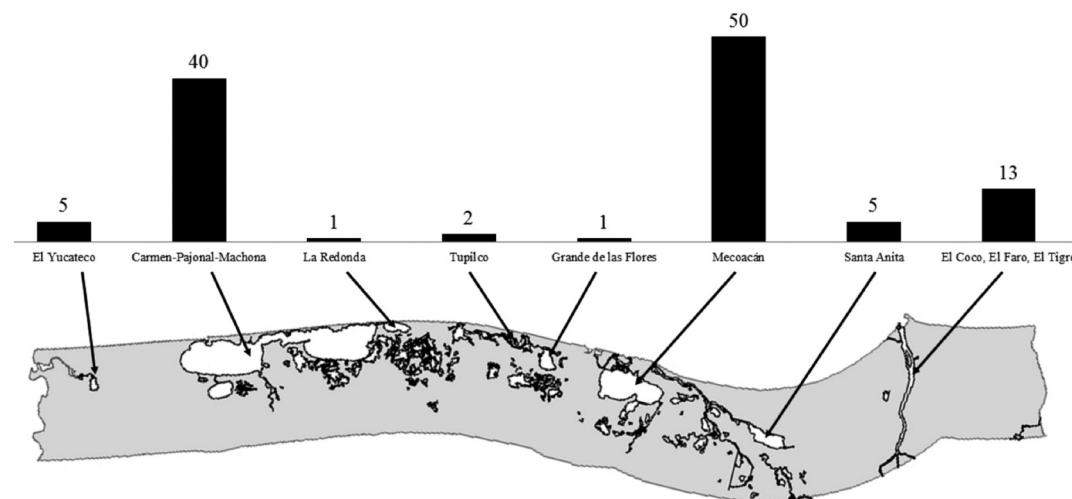 50
40
13
5
1
2
1
5
El Yucateco
Carmen-Pajonal-Machona
La Redonda
Tupilco
Grande de las Flores
Mecoacán
Santa Anita
El Coco, El Faro, El Tigre